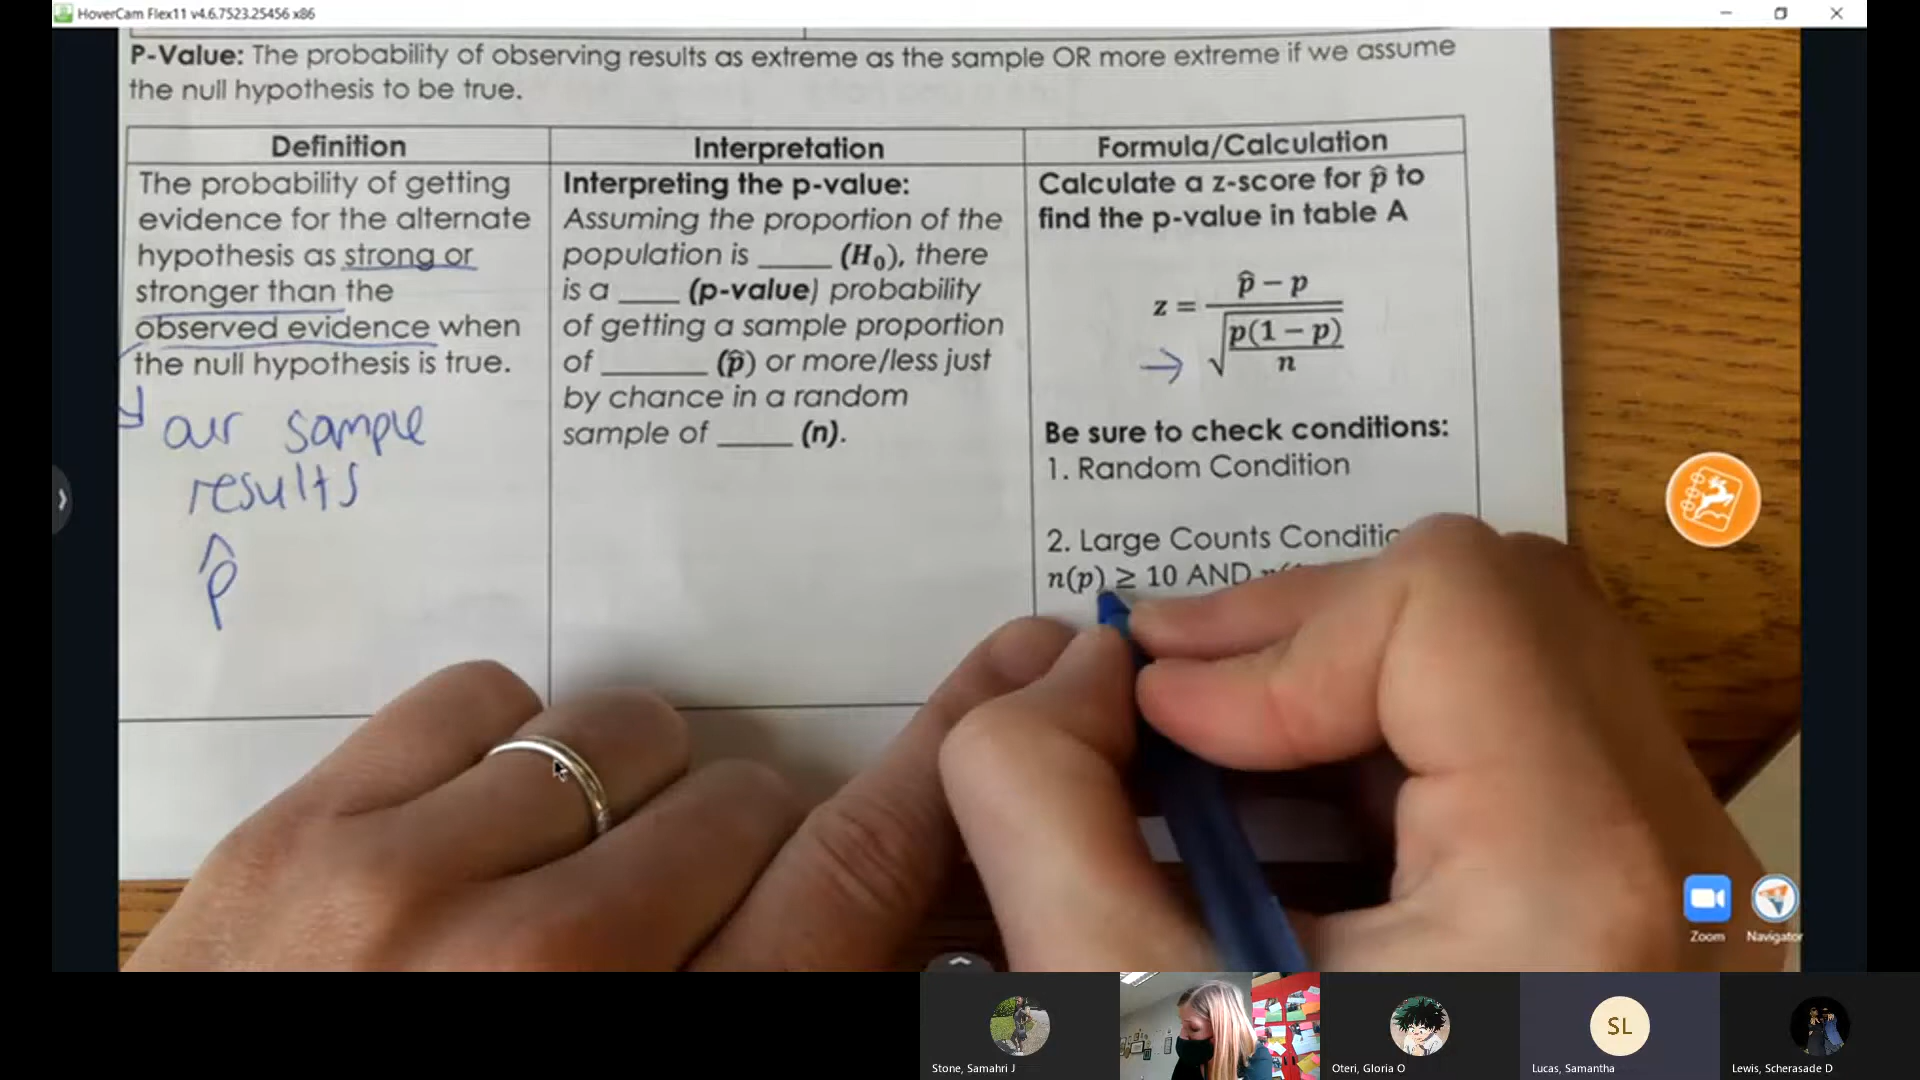 HoverCam Flex11 v4.6.7523.25456 x86
P-Value: The probability of observing results as extreme as the sample OR more extreme if we assume
the null hypothesis to be true.
Definition
The probability of getting
evidence for the alternate
hypothesis as strong or
stronger than the
observed evidence when
the null hypothesis is true.
our sample
results
p̂
Interpretation
Interpreting the p-value:
Assuming the proportion of the
population is _____ (H₀), there
is a ____ (p-value) probability
of getting a sample proportion
of _______ (p̂) or more/less just
by chance in a random
sample of _____ (n).
Formula/Calculation
Calculate a z-score for p̂ to
find the p-value in table A
z = (p̂ − p) / √(p(1 − p)/n)
Be sure to check conditions:
1. Random Condition
2. Large Counts
n(p) ≥ 10 AND
Zoom
Navigator
SL
Stone, Samahri J
Oteri, Gloria O
Lucas, Samantha
Lewis, Scherasade D